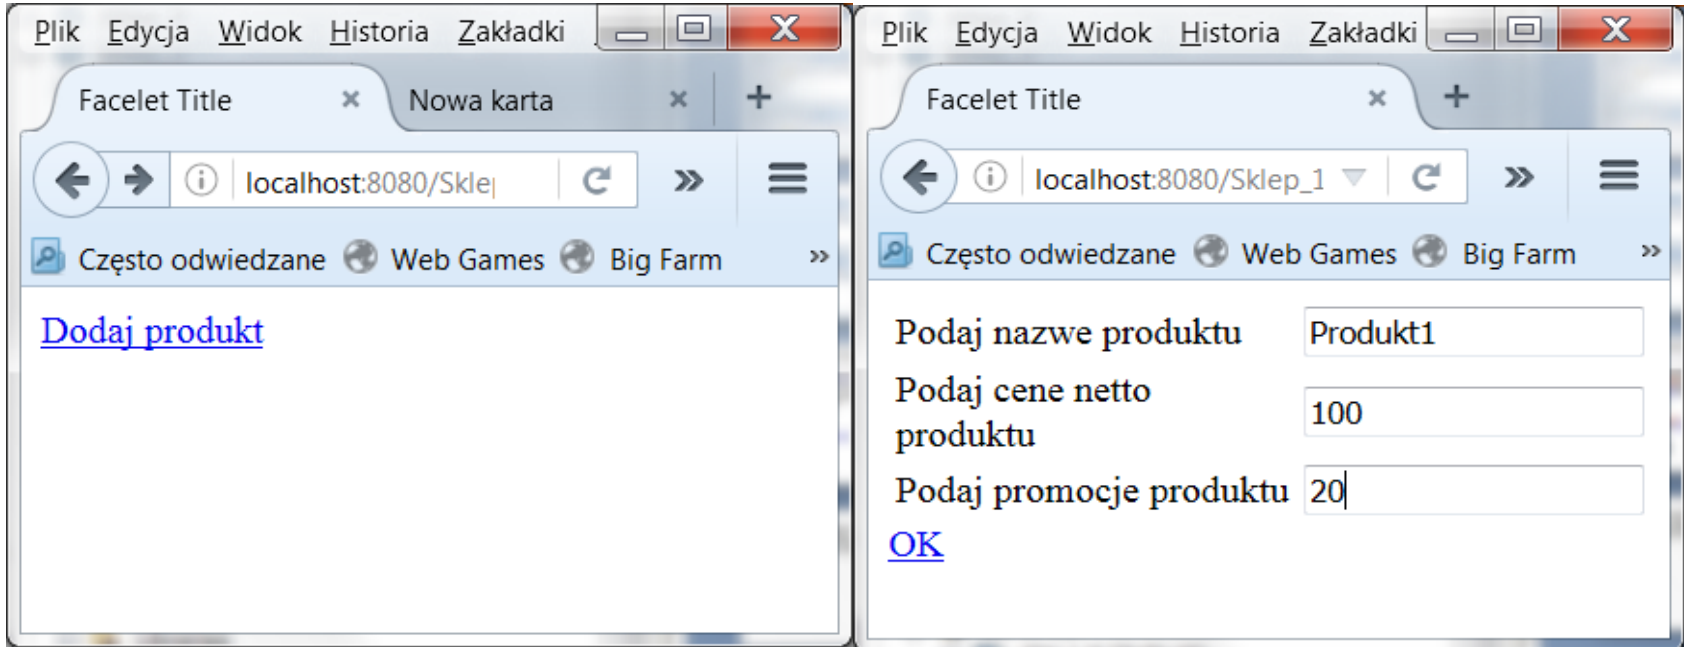 Plik Edycja Widok Historia Zakładki
Facelet Title Nowa karta
localhost:8080/Skle
Często odwiedzane Web Games Big Farm »
Dodaj produkt
Plik Edycja Widok Historia Zakładki
Facelet Title
localhost:8080/Sklep_1
Często odwiedzane Web Games Big Farm »
Podaj nazwe produktu Produkt1
Podaj cene netto
produktu 100
Podaj promocje produktu 20
OK